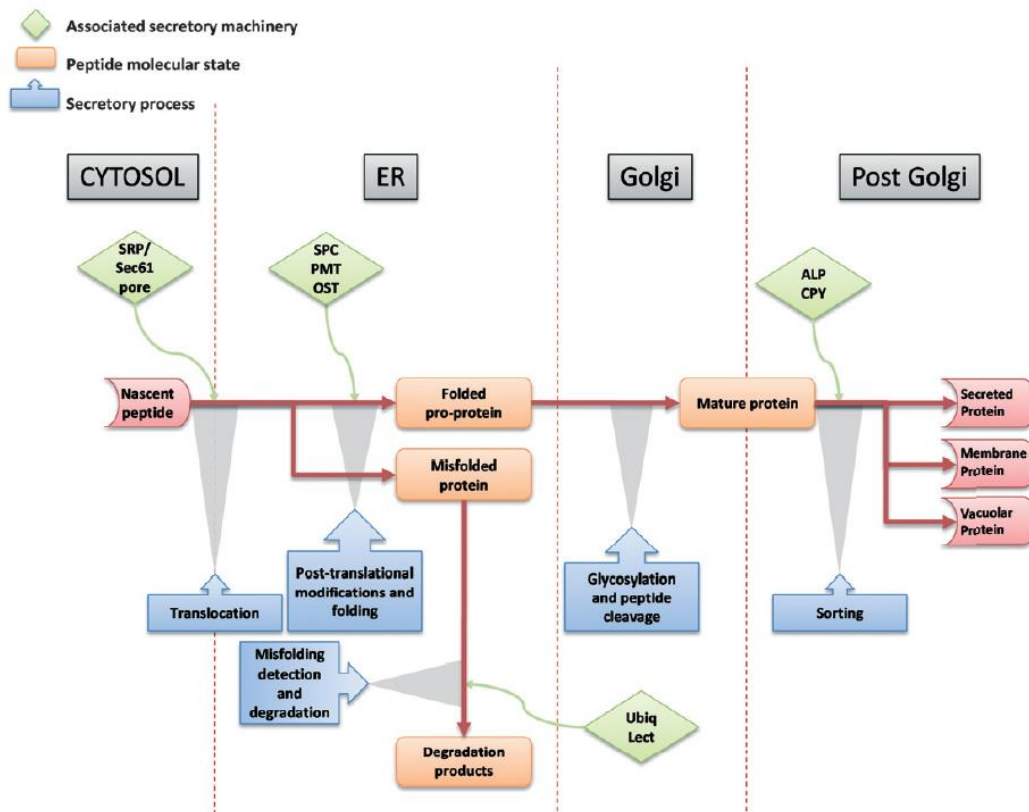 Associated secretory machinery
Peptide molecular state
Secretory process
CYTOSOL
ER
Golgi
Post Golgi
SRP/
Sec61
pore
SPC
PMT
OST
ALP
CPY
Nascent
peptide
Folded
pro-protein
Mature protein
Secreted
Protein
Misfolded
protein
Membrane
Protein
Vacuolar
Protein
Translocation
Post-translational
modifications and
folding
Glycosylation
and peptide
cleavage
Sorting
Misfolding
detection
and
degradation
Ubiq
Lect
Degradation
products